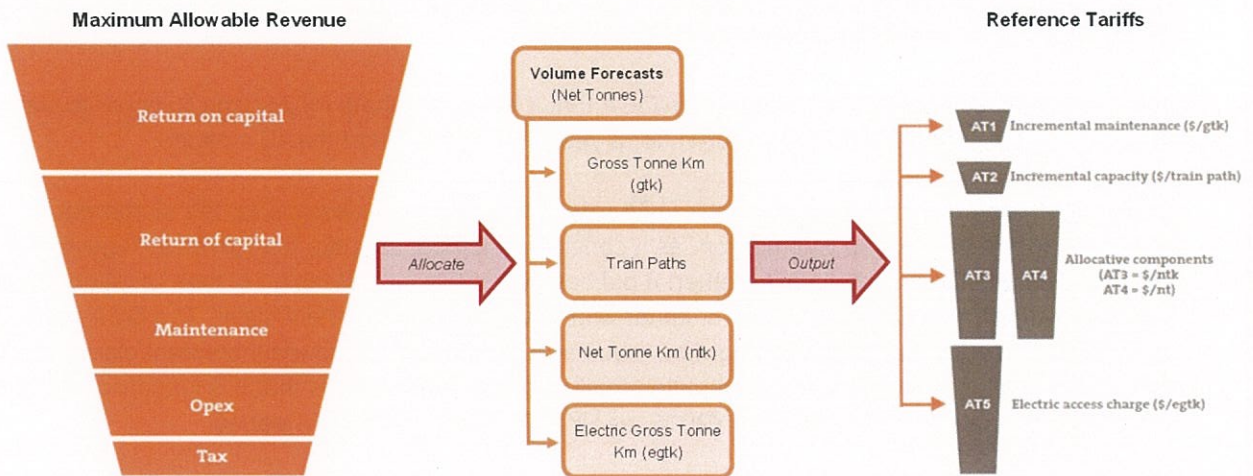 Maximum Allowable Revenue
Return on capital
Return of capital
Maintenance
Opex
Tax
Allocate
Volume Forecasts
(Net Tonnes)
Gross Tonne Km
(gtk)
Train Paths
Net Tonne Km (ntk)
Electric Gross Tonne
Km (egtk)
Output
Reference Tariffs
AT1 Incremental maintenance ($/gtk)
AT2 Incremental capacity ($/train path)
AT3 AT4 Allocative components
(AT3 = $/ntk
AT4 = $/nt)
AT5 Electric access charge ($/egtk)